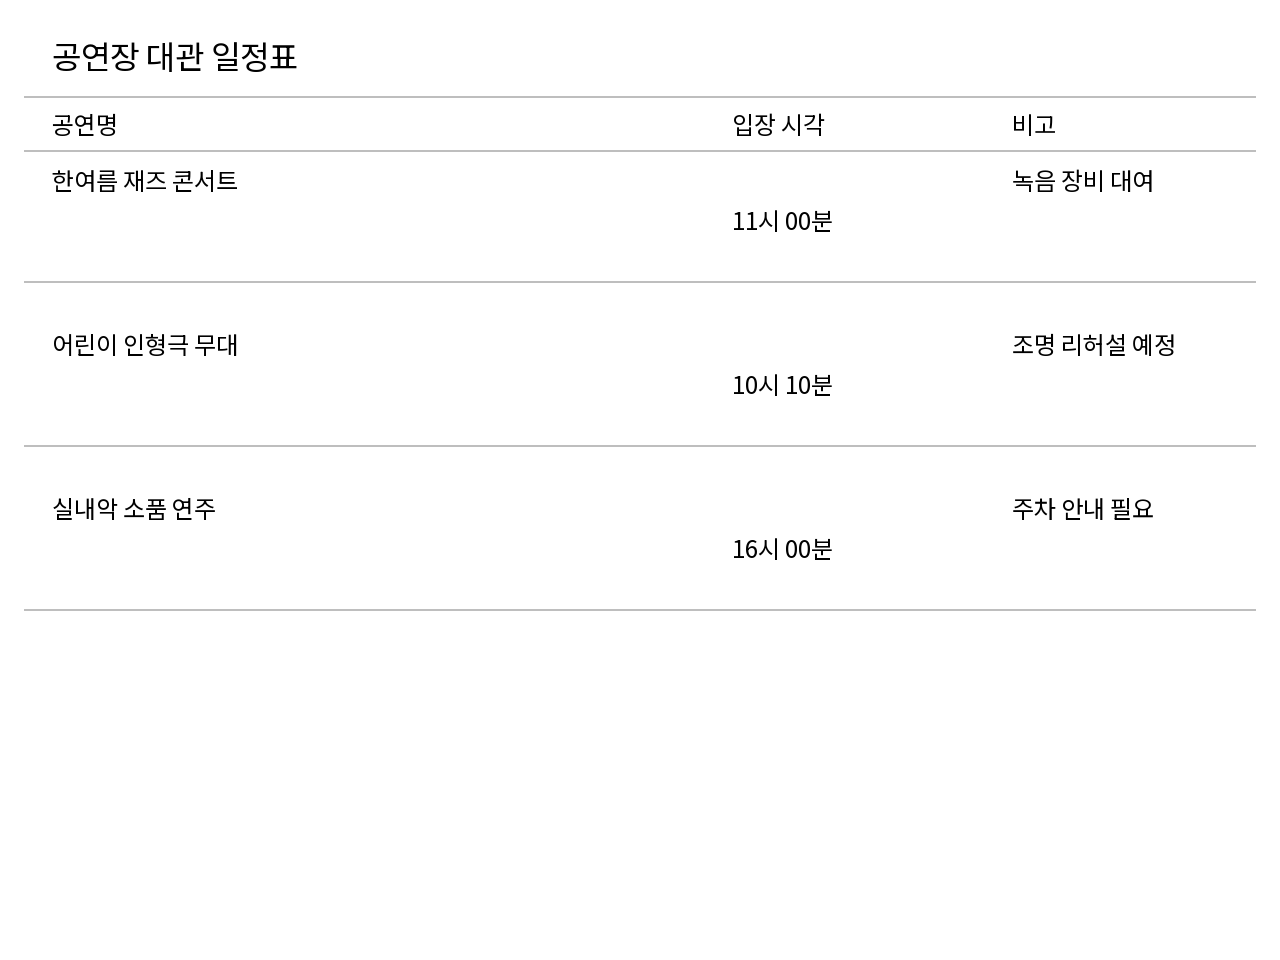 공연장 대관 일정표
공연명 입장 시각 비고
한여름 재즈 콘서트 녹음 장비 대여
11시 00분
어린이 인형극 무대 조명 리허설 예정
10시 10분
실내악 소품 연주 주차 안내 필요
16시 00분